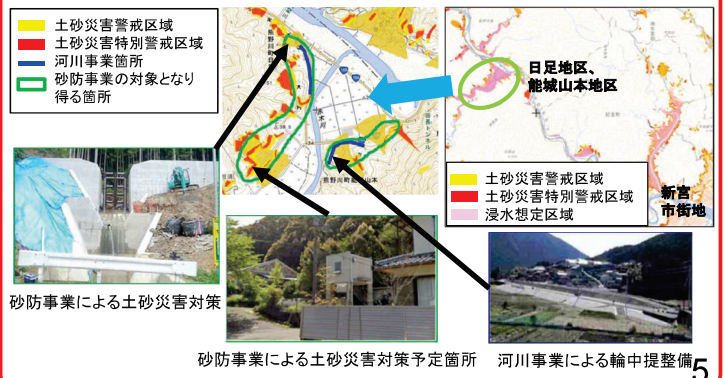 土砂災害警戒区域
土砂災害特別警戒区域
河川事業箇所
砂防事業の対象となり
得る箇所
日足地区、
能城山本地区
土砂災害警戒区域
土砂災害特別警戒区域
浸水想定区域
新宮
市街地
砂防事業による土砂災害対策
砂防事業による土砂災害対策予定箇所
河川事業による輪中提整備
5